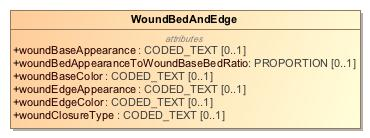 WoundBedAndEdge
attributes
+woundBaseAppearance : CODED_TEXT [0..1]
+woundBedAppearanceToWoundBaseBedRatio: PROPORTION [0..1]
+woundBaseColor : CODED_TEXT [0..1]
+woundEdgeAppearance : CODED_TEXT [0..1]
+woundEdgeColor : CODED_TEXT [0..1]
+woundClosureType : CODED_TEXT [0..1]